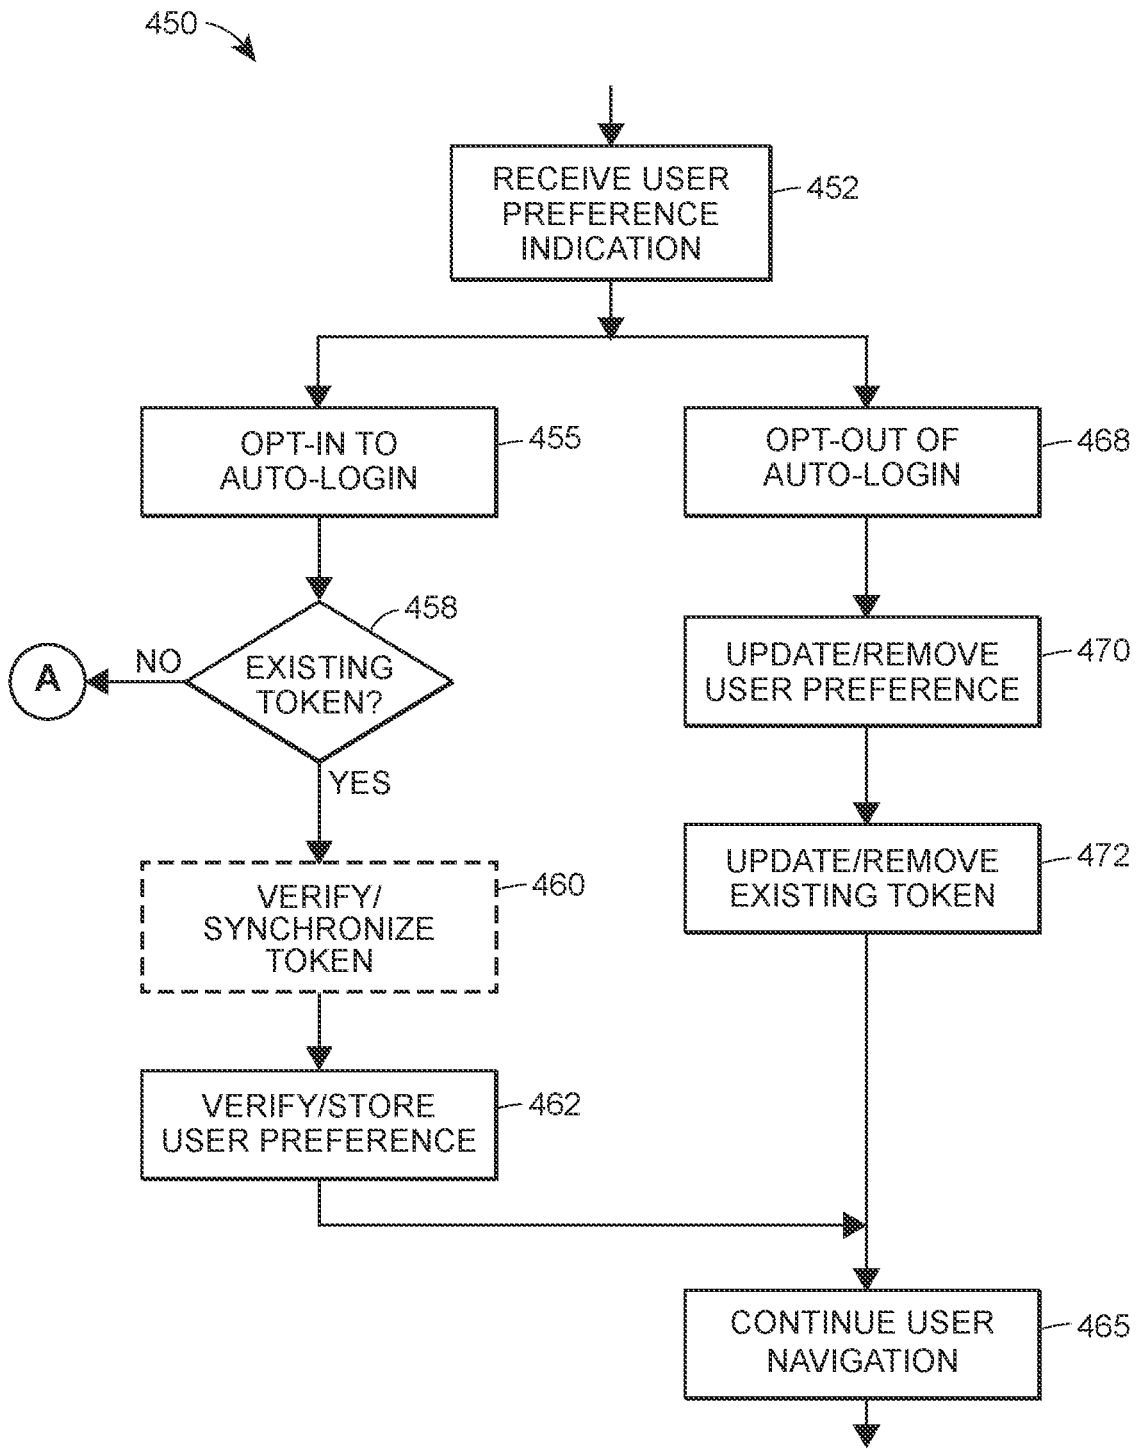 450
RECEIVE USER
PREFERENCE
INDICATION
452
OPT-IN TO
AUTO-LOGIN
455
OPT-OUT OF
AUTO-LOGIN
468
458
EXISTING
TOKEN?
NO
A
YES
UPDATE/REMOVE
USER PREFERENCE
470
VERIFY/
SYNCHRONIZE
TOKEN
460
UPDATE/REMOVE
EXISTING TOKEN
472
VERIFY/STORE
USER PREFERENCE
462
CONTINUE USER
NAVIGATION
465